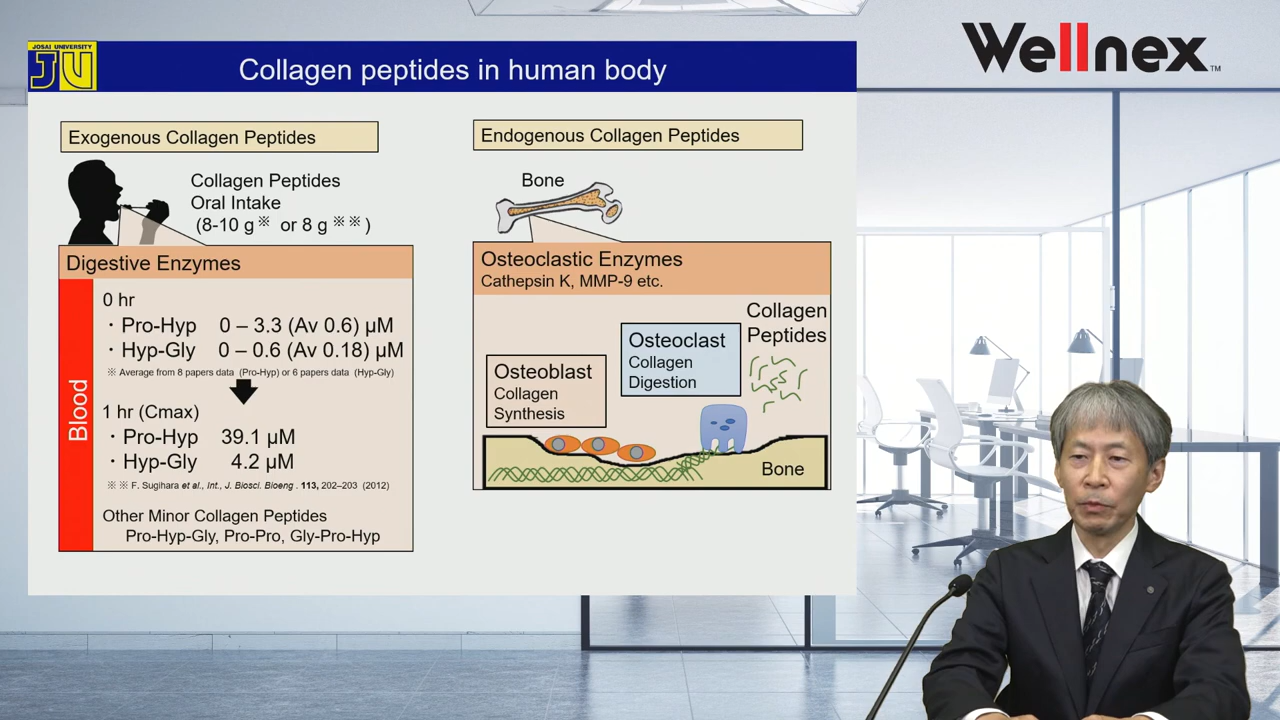 JOSAI UNIVERSITY
JU
Collagen peptides in human body
Wellnex™
Exogenous Collagen Peptides
Collagen Peptides
Oral Intake
(8-10 g※ or 8 g※※)
Digestive Enzymes
Blood
0 hr
・Pro-Hyp 0 – 3.3 (Av 0.6) µM
・Hyp-Gly 0 – 0.6 (Av 0.18) µM
※ Average from 8 papers data (Pro-Hyp) or 6 papers data (Hyp-Gly)
1 hr (Cmax)
・Pro-Hyp 39.1 µM
・Hyp-Gly 4.2 µM
※※ F. Sugihara et al., Int., J. Biosci. Bioeng. 113, 202–203 (2012)
Other Minor Collagen Peptides
Pro-Hyp-Gly, Pro-Pro, Gly-Pro-Hyp
Endogenous Collagen Peptides
Bone
Osteoclastic Enzymes
Cathepsin K, MMP-9 etc.
Collagen
Peptides
Osteoclast
Collagen
Digestion
Osteoblast
Collagen
Synthesis
Bone